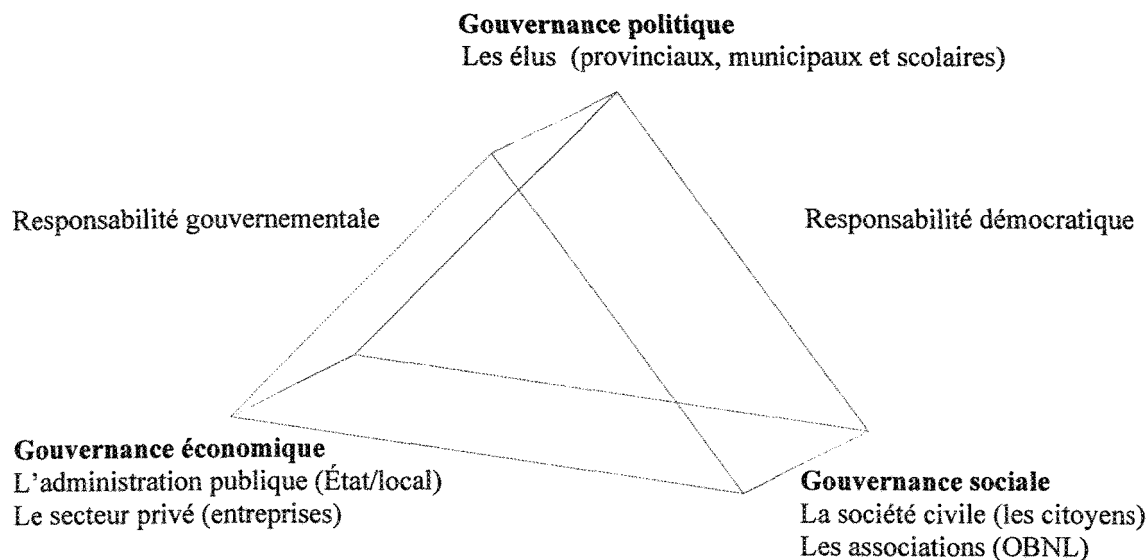 Gouvernance politique
Les élus (provinciaux, municipaux et scolaires)
Responsabilité gouvernementale
Responsabilité démocratique
Gouvernance économique
L'administration publique (État/local)
Le secteur privé (entreprises)
Gouvernance sociale
La société civile (les citoyens)
Les associations (OBNL)